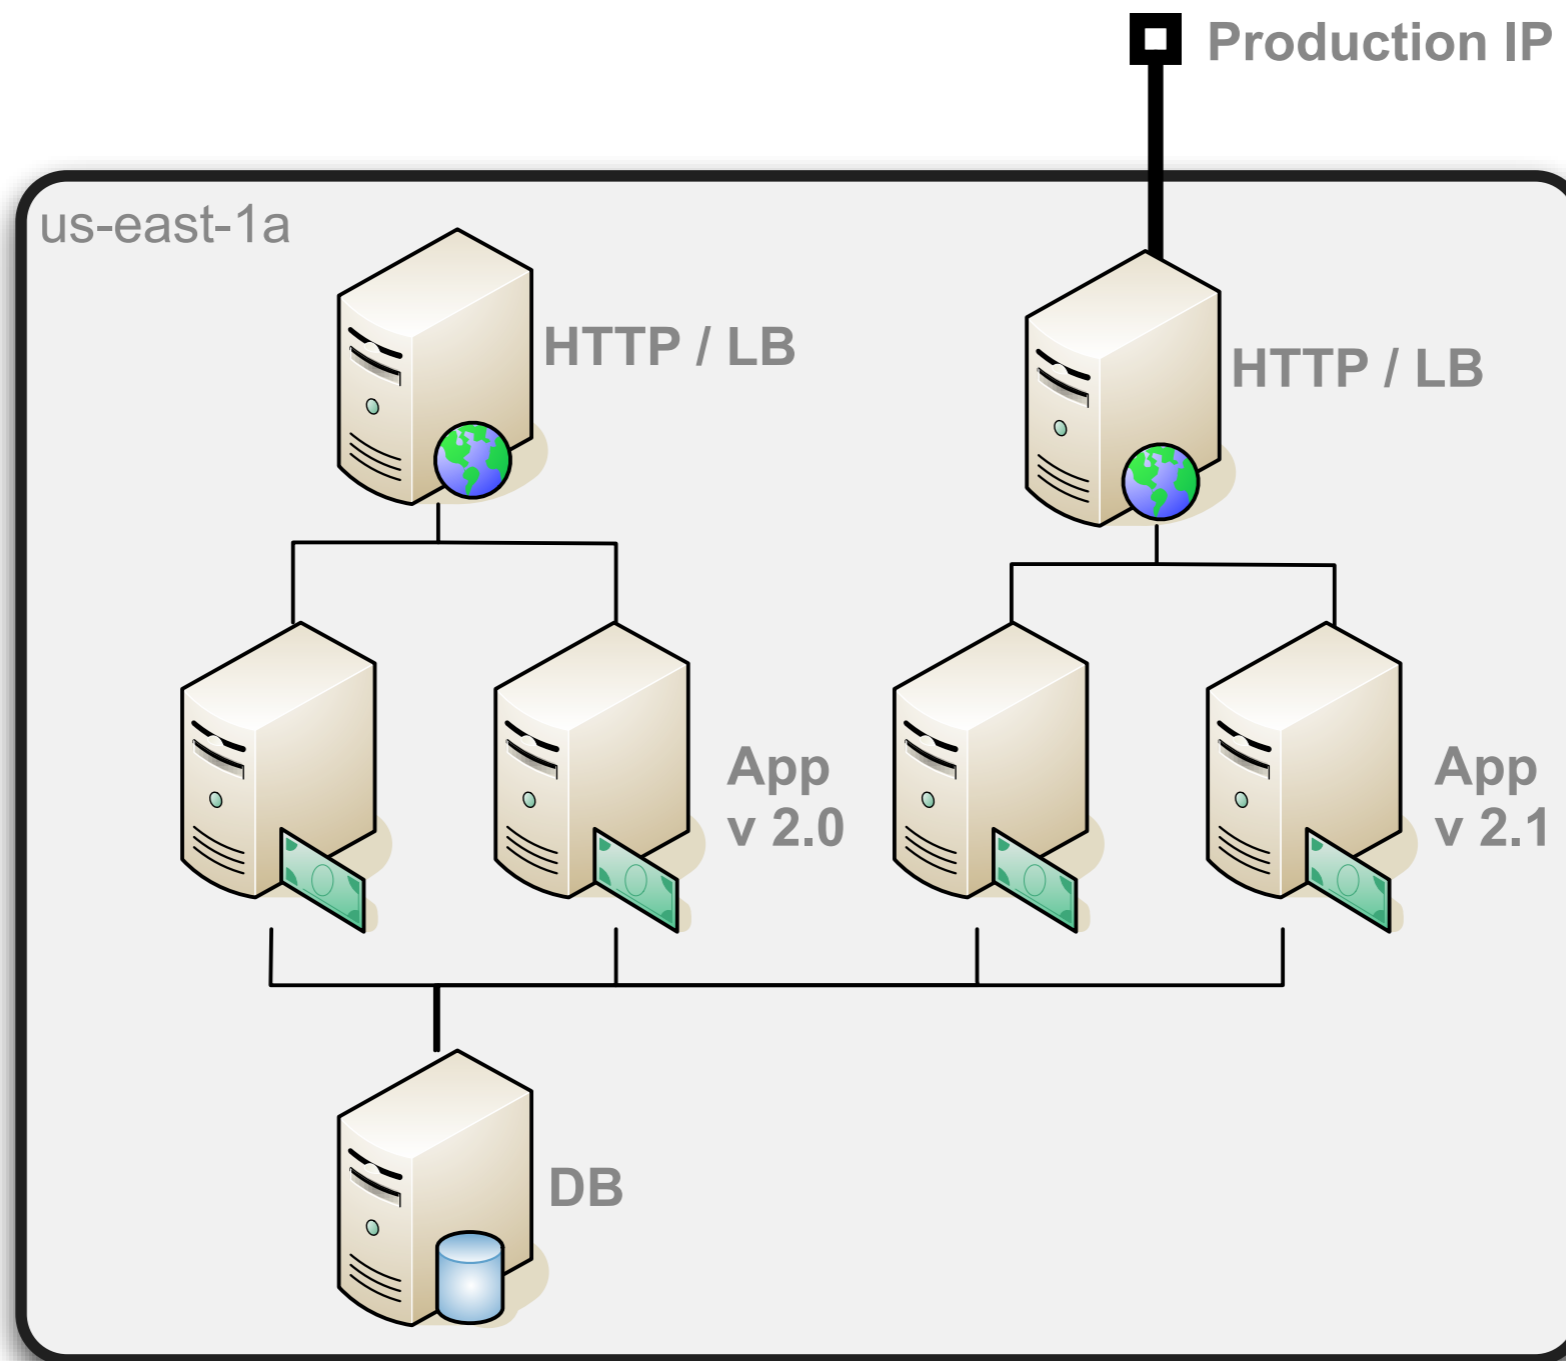 Production IP
us-east-1a
HTTP / LB
HTTP / LB
App
v 2.0
App
v 2.1
DB